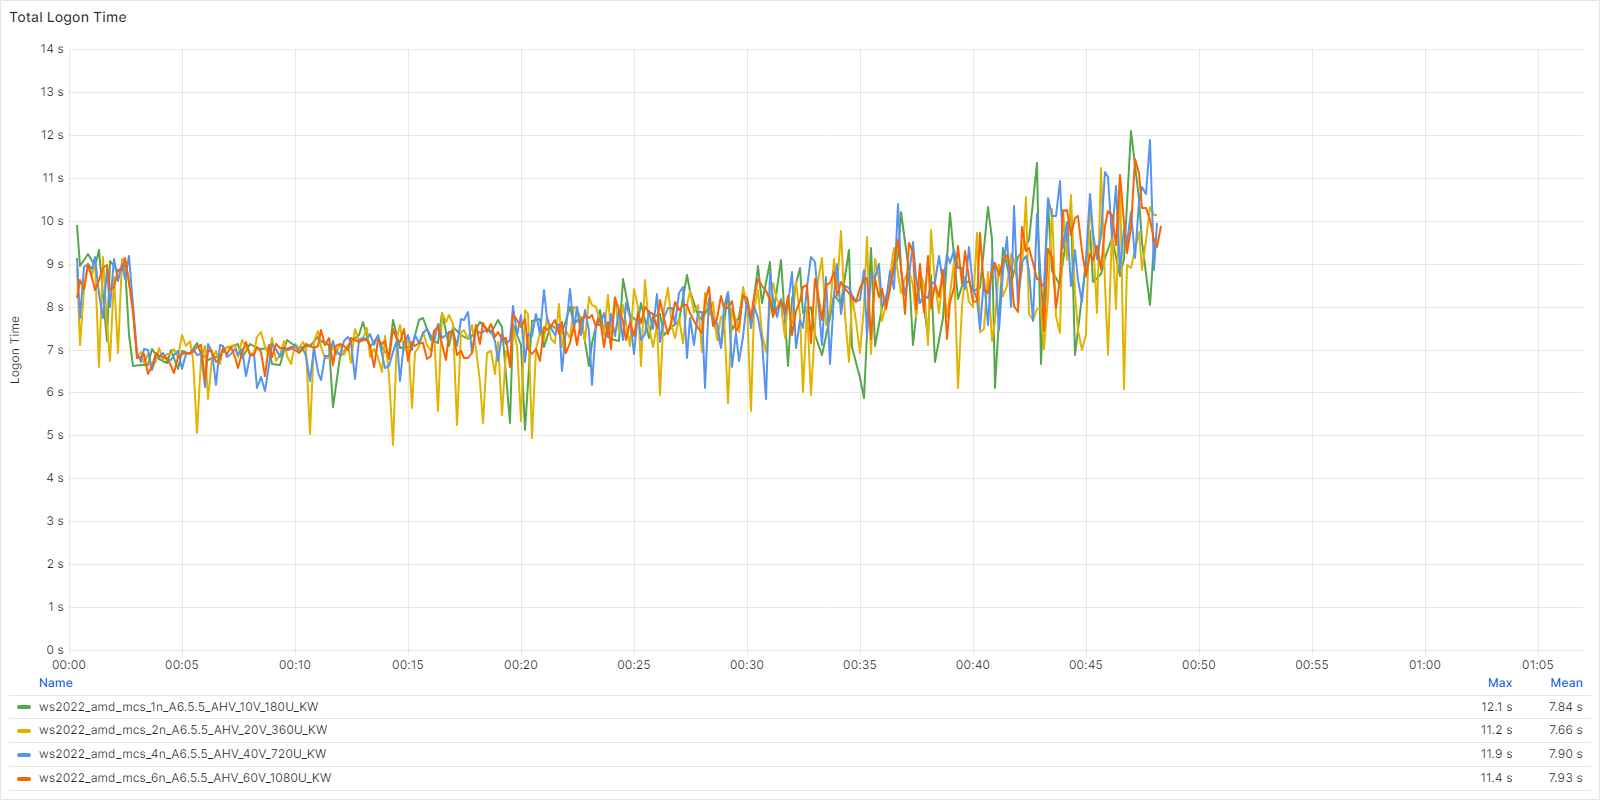 Total Logon Time
14 s
13 s
12 s
11 s
10 s
9 s
8 s
7 s
6 s
5 s
4 s
3 s
2 s
1 s
0 s
Logon Time
00:00 00:05 00:10 00:15 00:20 00:25 00:30 00:35 00:40 00:45 00:50 00:55 01:00 01:05
Name Max Mean
ws2022_amd_mcs_1n_A6.5.5_AHV_10V_180U_KW 12.1 s 7.84 s
ws2022_amd_mcs_2n_A6.5.5_AHV_20V_360U_KW 11.2 s 7.66 s
ws2022_amd_mcs_4n_A6.5.5_AHV_40V_720U_KW 11.9 s 7.90 s
ws2022_amd_mcs_6n_A6.5.5_AHV_60V_1080U_KW 11.4 s 7.93 s